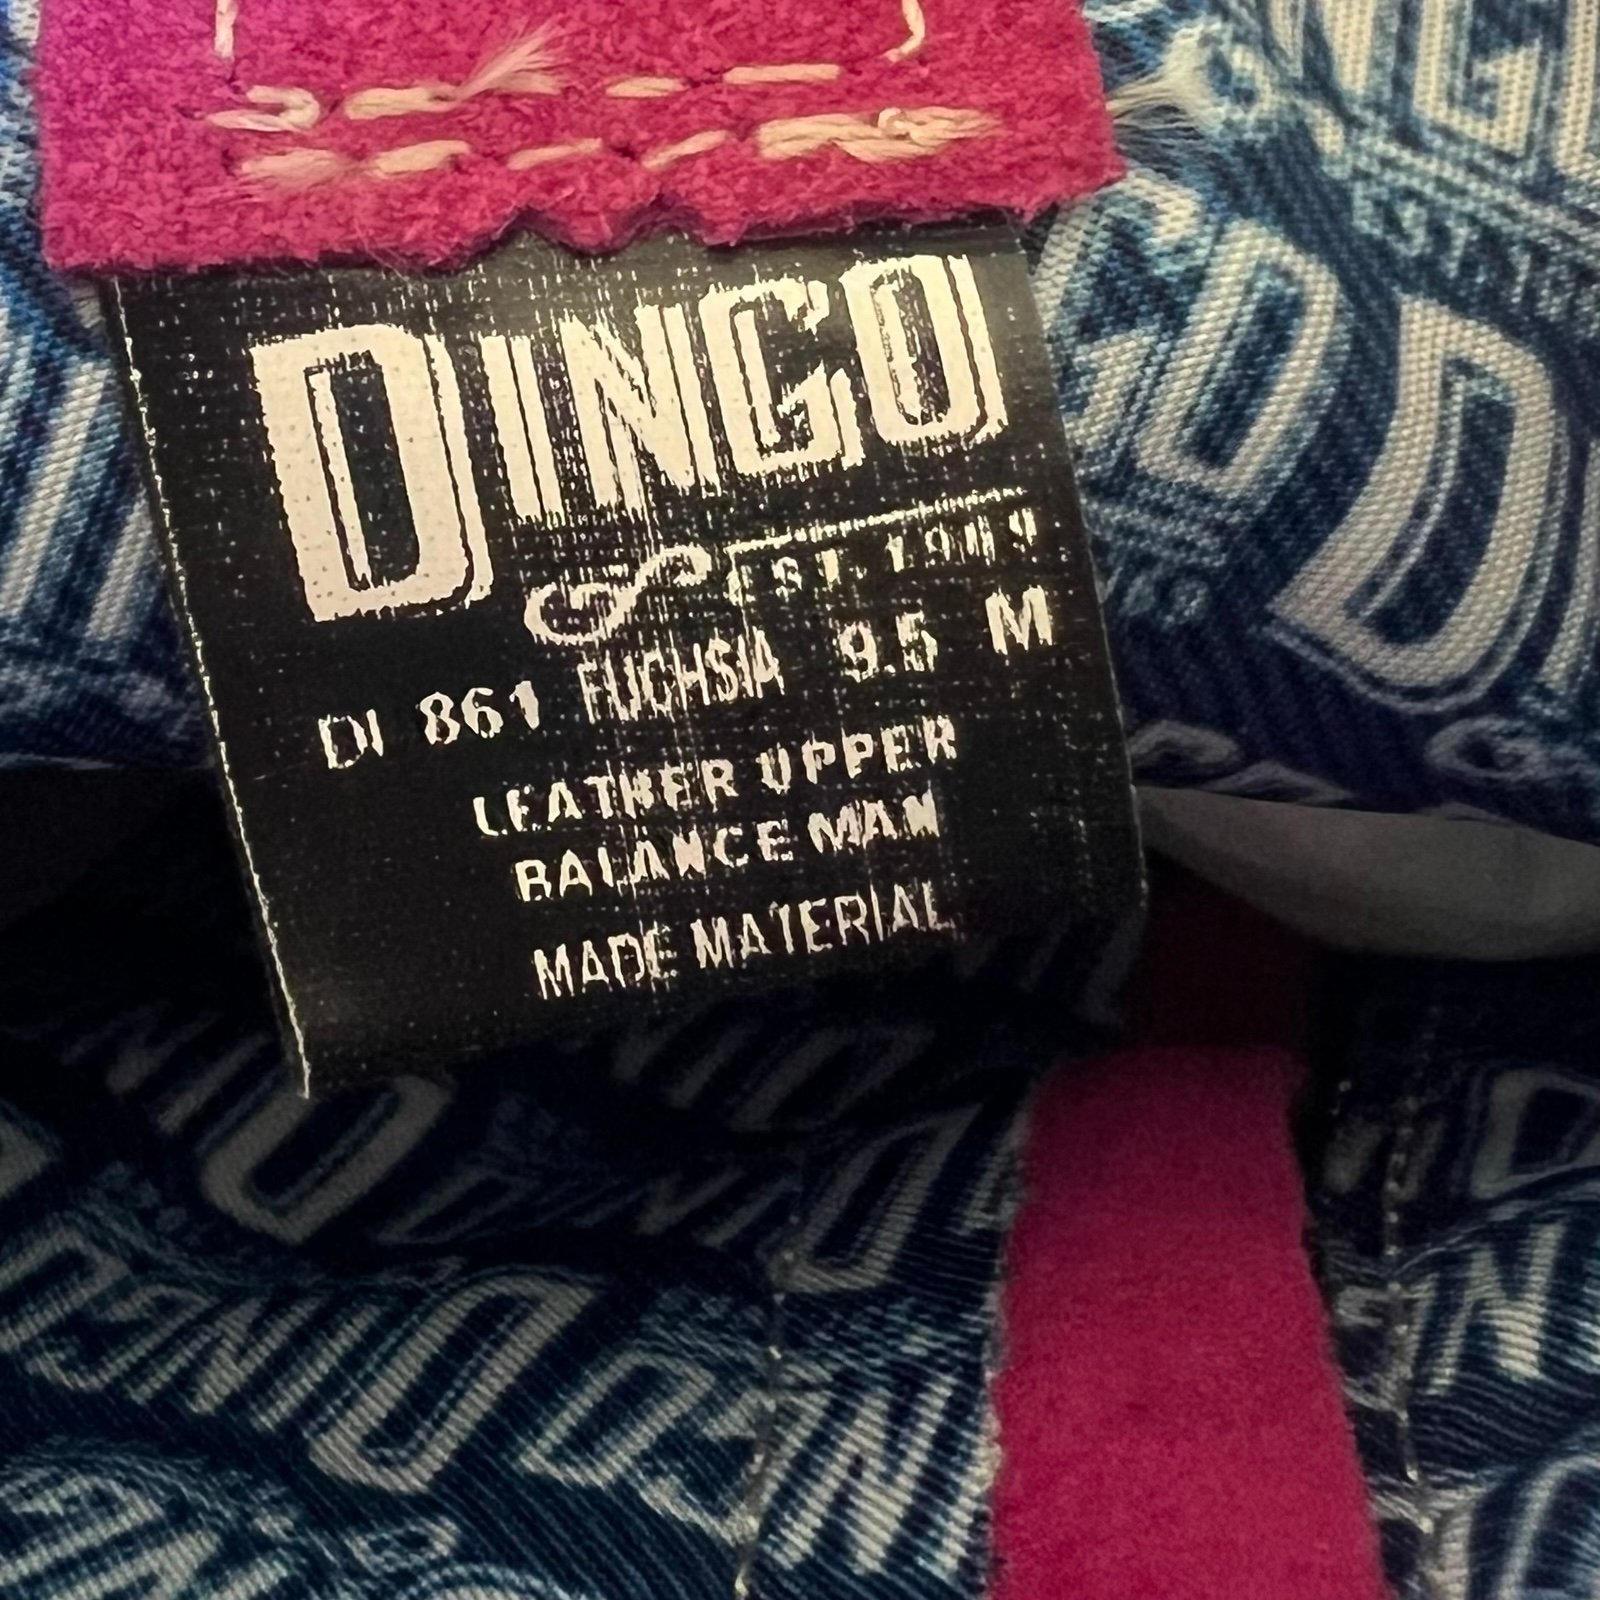 DINGO
EST. 1969
DI 861 FUCHSIA 9.5 M
LEATHER UPPER
BALANCE MAN
MADE MATERIAL